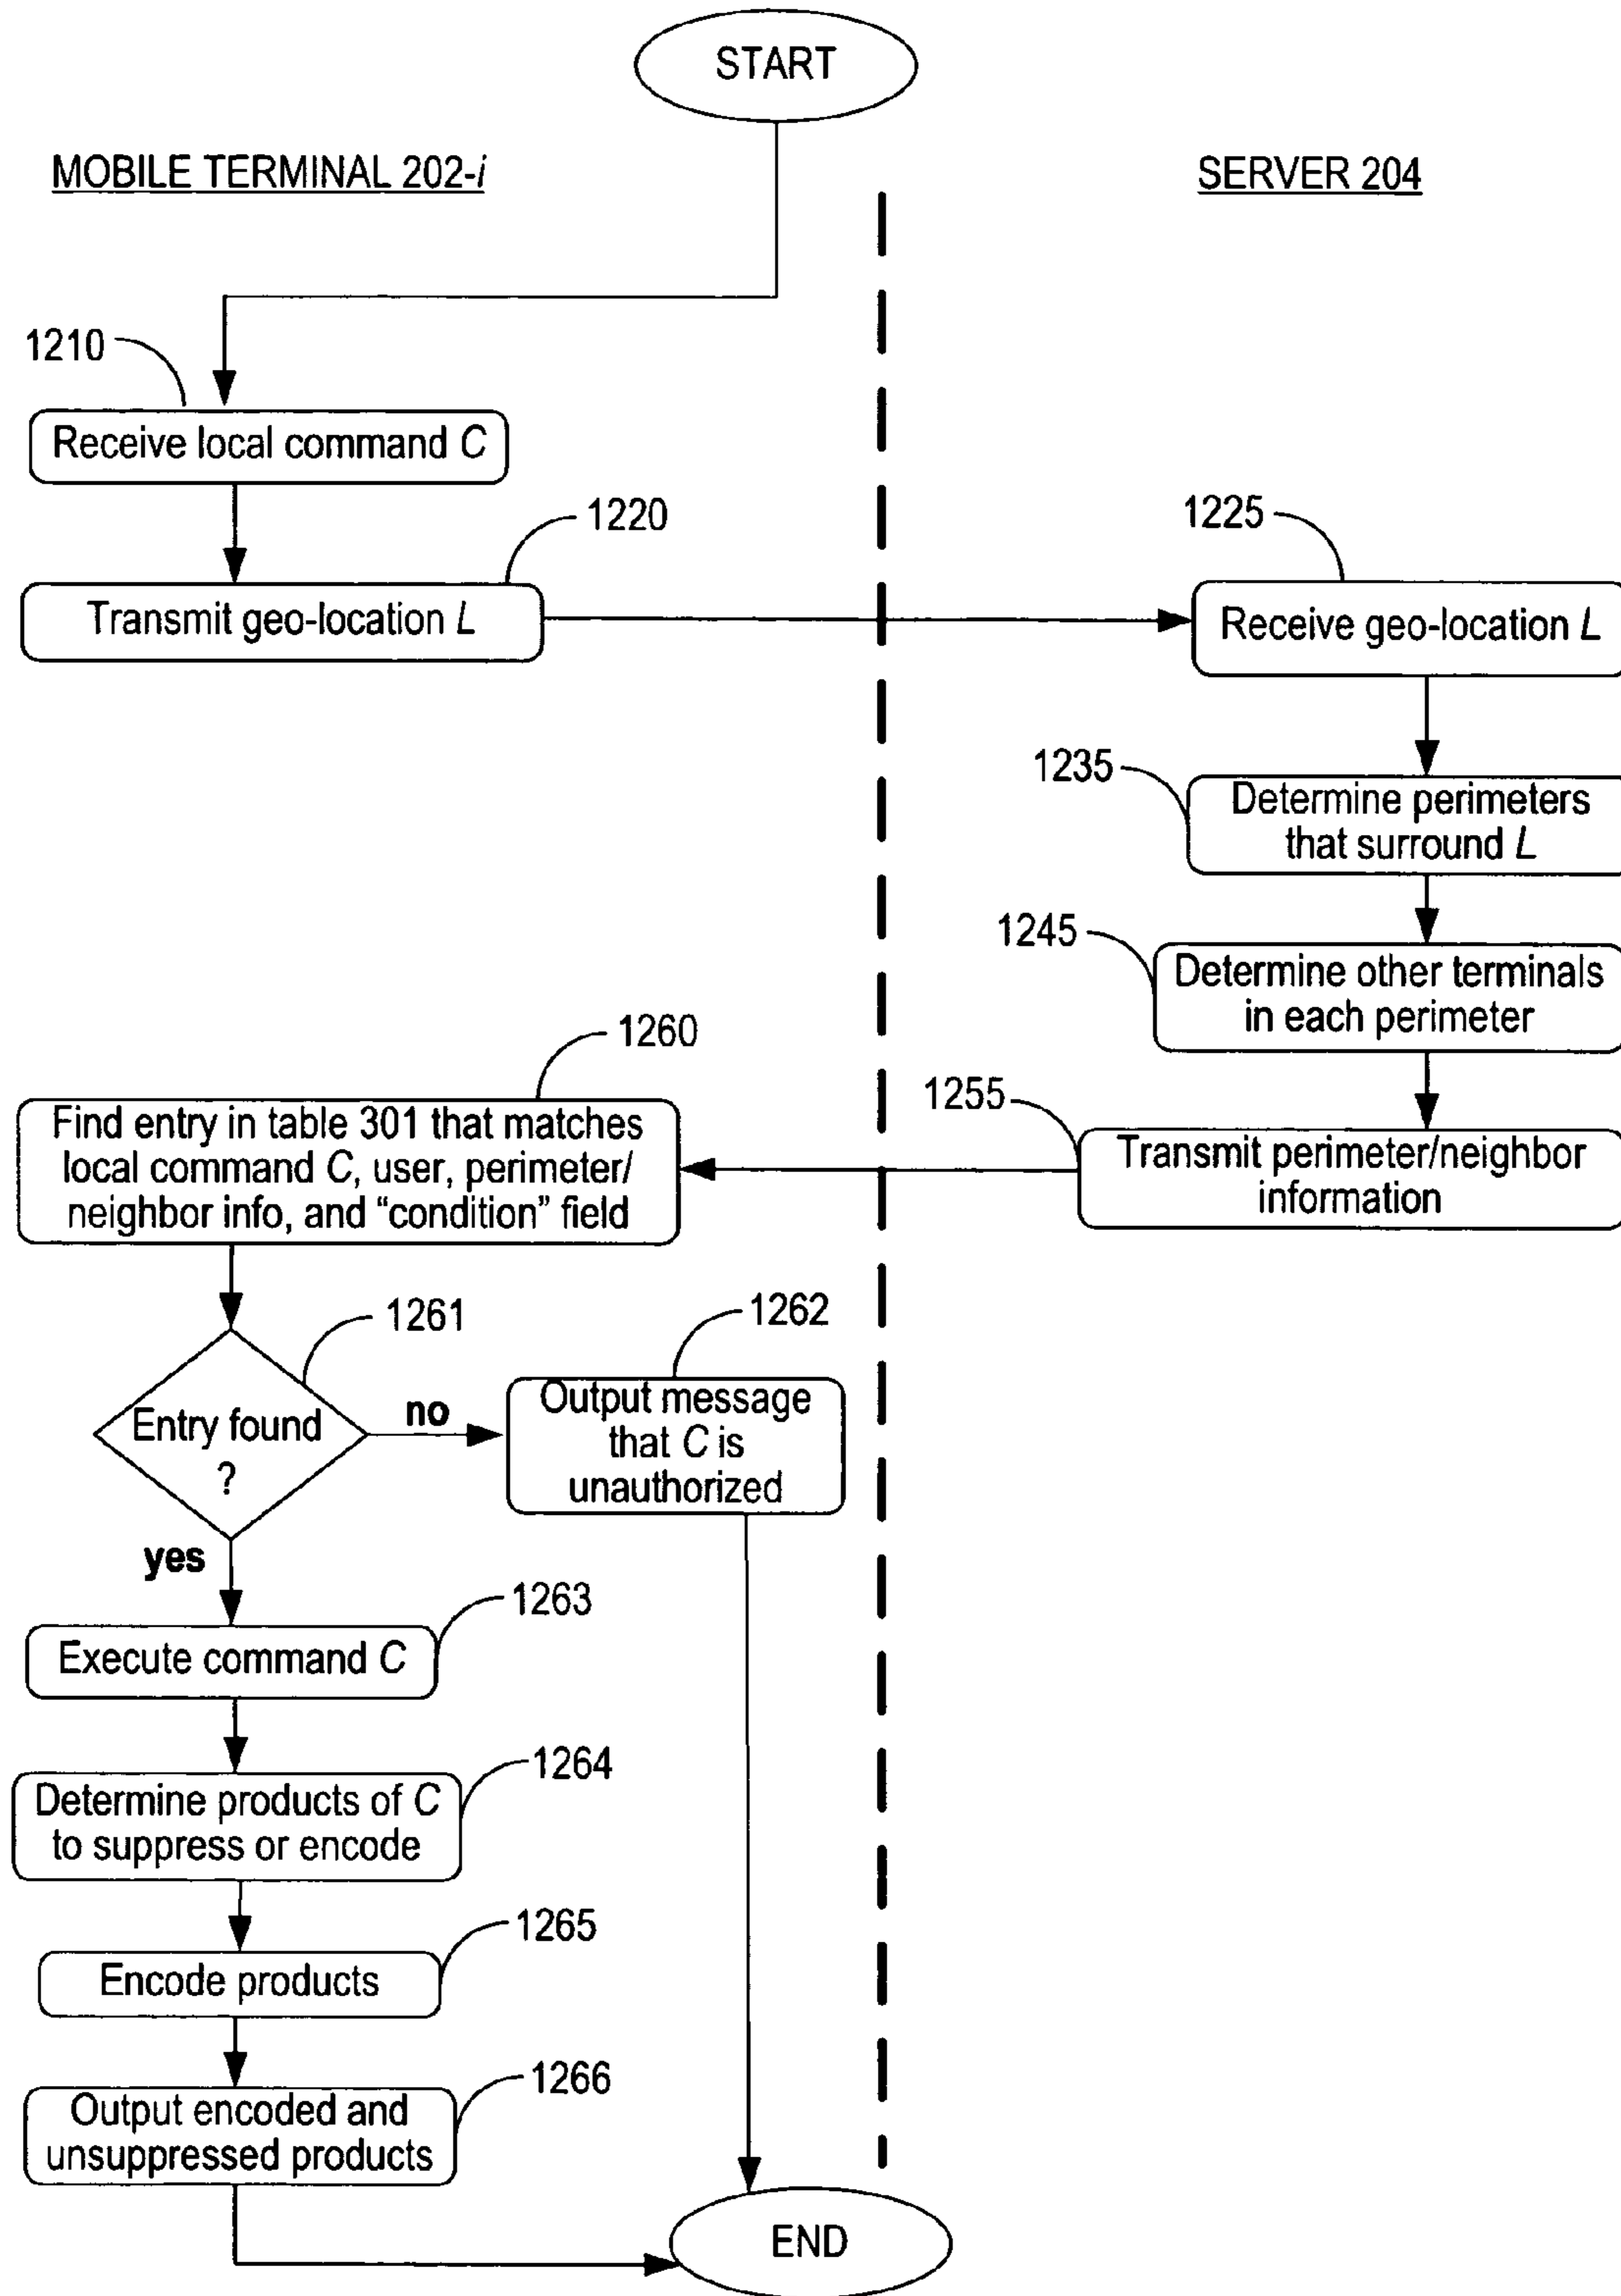 START
MOBILE TERMINAL 202-i
SERVER 204
1210
Receive local command C
1220
Transmit geo-location L
1225
Receive geo-location L
1235
Determine perimeters
that surround L
1245
Determine other terminals
in each perimeter
1255
Transmit perimeter/neighbor
information
1260
Find entry in table 301 that matches
local command C, user, perimeter/
neighbor info, and “condition” field
1261
Entry found
?
no
yes
1262
Output message
that C is
unauthorized
1263
Execute command C
1264
Determine products of C
to suppress or encode
1265
Encode products
1266
Output encoded and
unsuppressed products
END